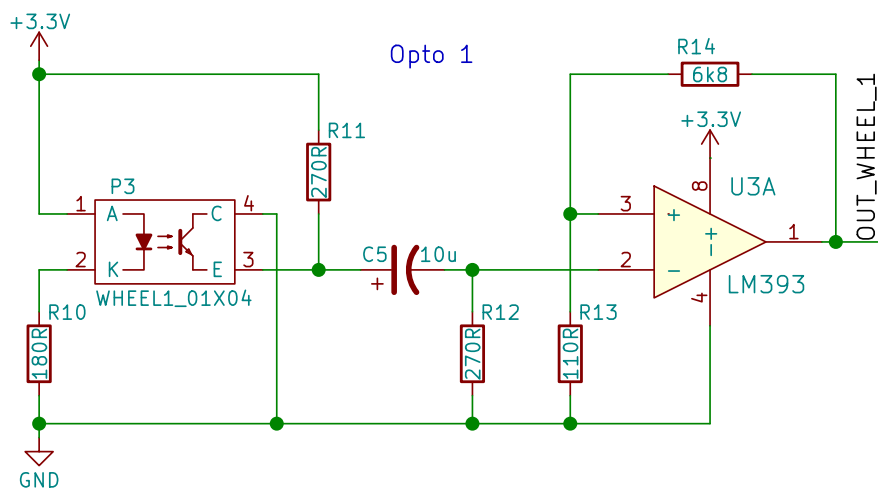 +3.3V
Opto 1
R14
6k8
+3.3V
OUT_WHEEL_1
R11
270R
P3
1
A
C
4
2
K
E
3
WHEEL1_01X04
C5
10u
+
3
+
8
U3A
+
−
1
2
−
4
LM393
R10
180R
R12
270R
R13
110R
GND